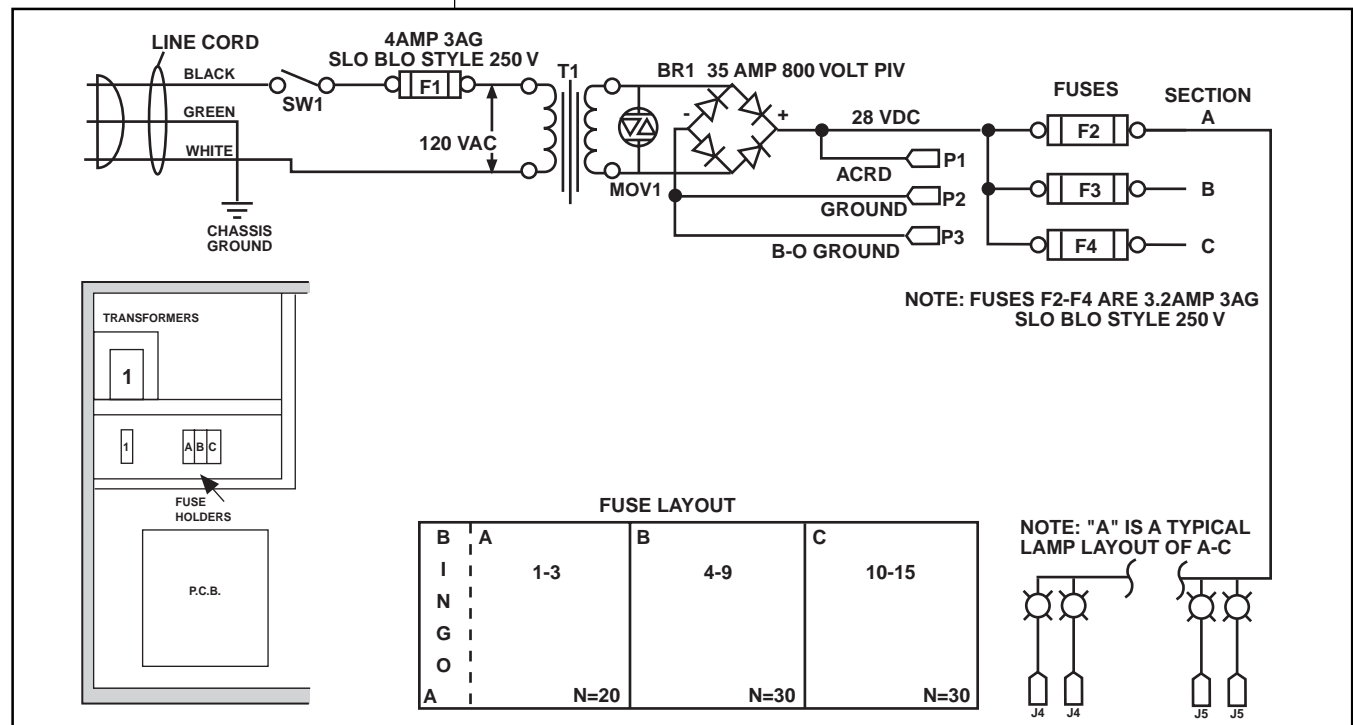 LINE CORD
4AMP 3AG
SLO BLO STYLE 250 V
BLACK
SW1
F1
GREEN
WHITE
120 VAC
CHASSIS
GROUND
T1
MOV1
BR1 35 AMP 800 VOLT PIV
-
+
28 VDC
P1
ACRD
P2
GROUND
P3
B-O GROUND
FUSES
SECTION
F2
A
F3
B
F4
C
NOTE: FUSES F2-F4 ARE 3.2AMP 3AG
SLO BLO STYLE 250 V
TRANSFORMERS
1
1
A B C
FUSE
HOLDERS
P.C.B.
FUSE LAYOUT
B
I
N
G
O
A
A
1-3
N=20
B
4-9
N=30
C
10-15
N=30
NOTE: "A" IS A TYPICAL
LAMP LAYOUT OF A-C
J4 J4 J5 J5